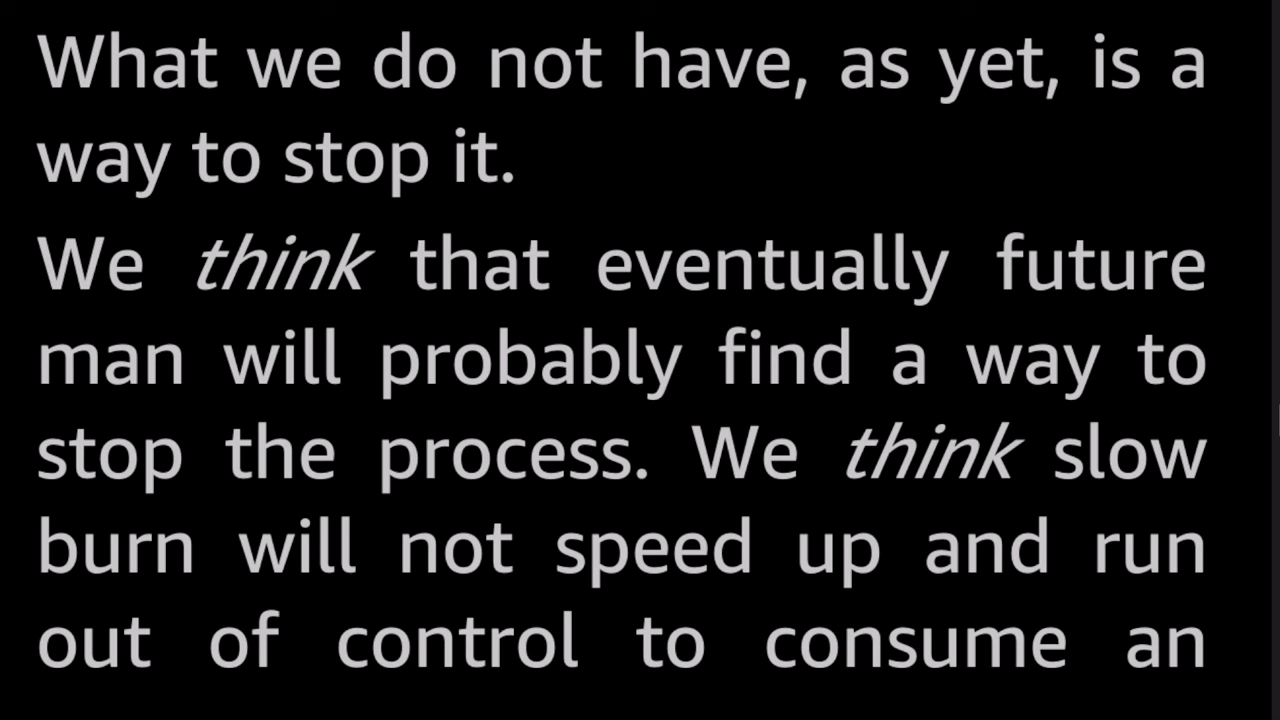 What we do not have, as yet, is a
way to stop it.
We think that eventually future
man will probably find a way to
stop the process. We think slow
burn will not speed up and run
out of control to consume an